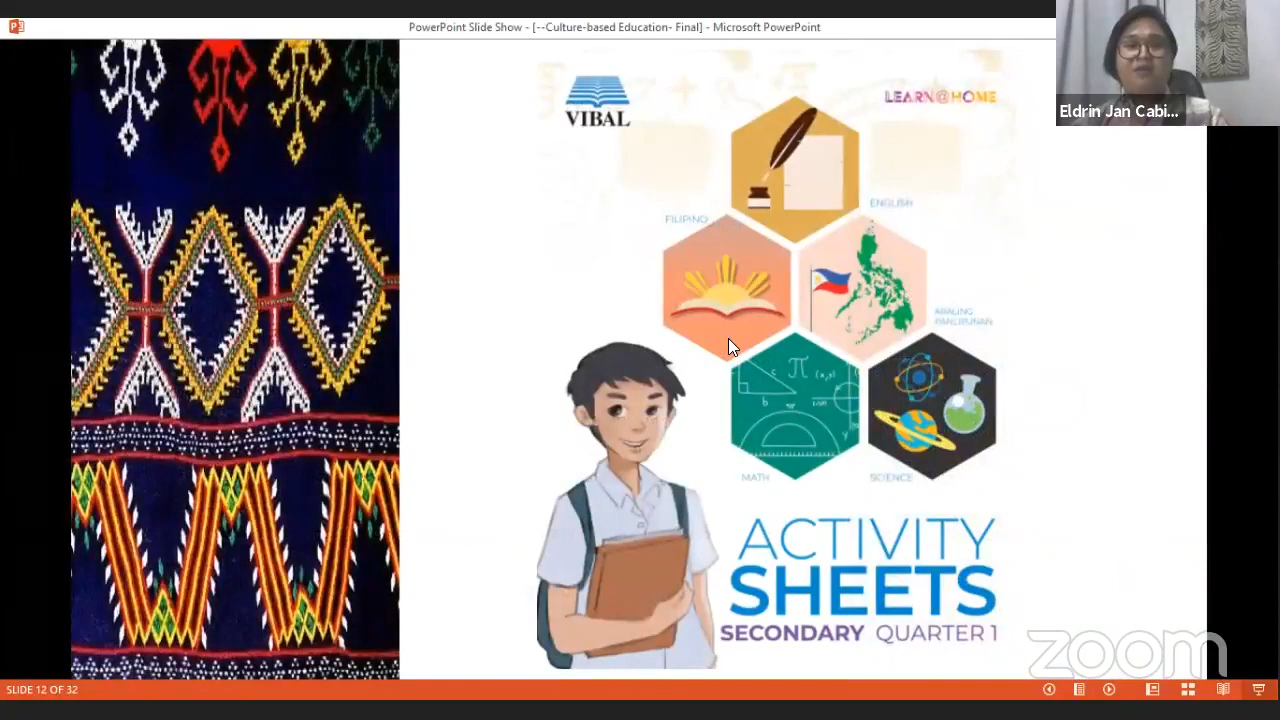 PowerPoint Slide Show - [--Culture-based Education- Final] - Microsoft PowerPoint
Eldrin Jan Cabi...
VIBAL
LEARN@HOME
ENGLISH
FILIPINO
ARALING
PANLIPUNAN
c
π
(x,y)
b
MATH
SCIENCE
ACTIVITY
SHEETS
SECONDARY QUARTER 1
zoom
SLIDE 12 OF 32